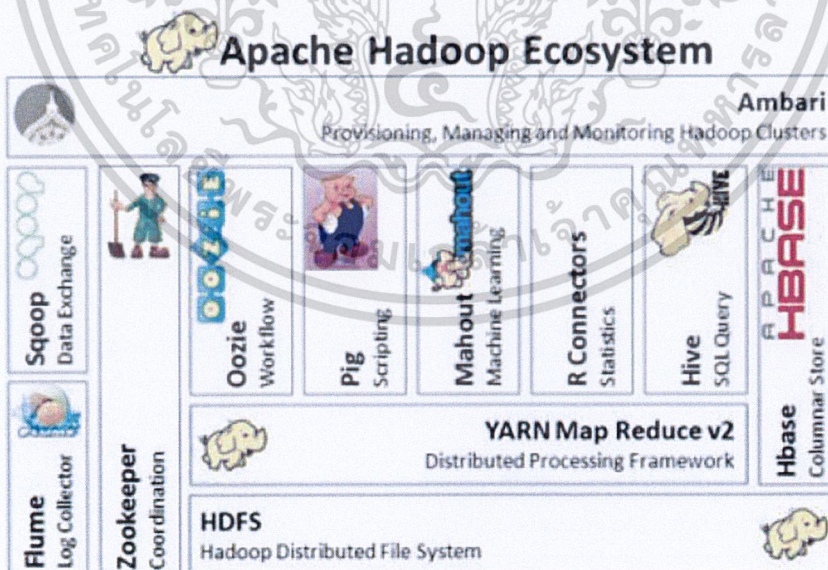 Apache Hadoop Ecosystem
Ambari
Provisioning, Managing and Monitoring Hadoop Clusters
Sqoop
Data Exchange
Flume
Log Collector
Zookeeper
Coordination
OOZIE
Oozie
Workflow
Pig
Scripting
mahout
Mahout
Machine Learning
R Connectors
Statistics
HIVE
Hive
SQL Query
APACHE
HBASE
Hbase
Columnar Store
YARN Map Reduce v2
Distributed Processing Framework
HDFS
Hadoop Distributed File System